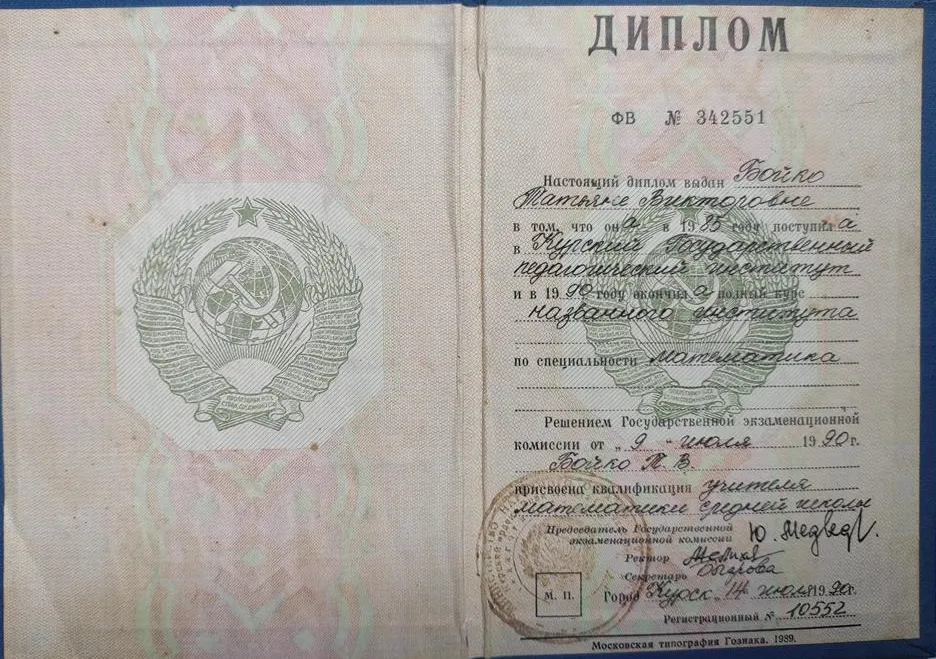 ДИПЛОМ
ФВ № 342551
Настоящий диплом выдан Бойко
Татьяне Викторовне
в том, что она в 1985 году поступила
в Курский Государственный
педагогический институт
и в 1990 году окончила полный курс
названного института
по специальности математика
Решением Государственной экзаменационной
комиссии от „9" июля 1990 г.
Бойко Т. В.
присвоена квалификация учителя
математики средней школы
Председатель Государственной
экзаменационной комиссии Ю. Медвед
Ректор
Секретарь
Город Курск „14" июля 1990г.
М. П.
Регистрационный № 10552
Московская типография Гознака. 1989.